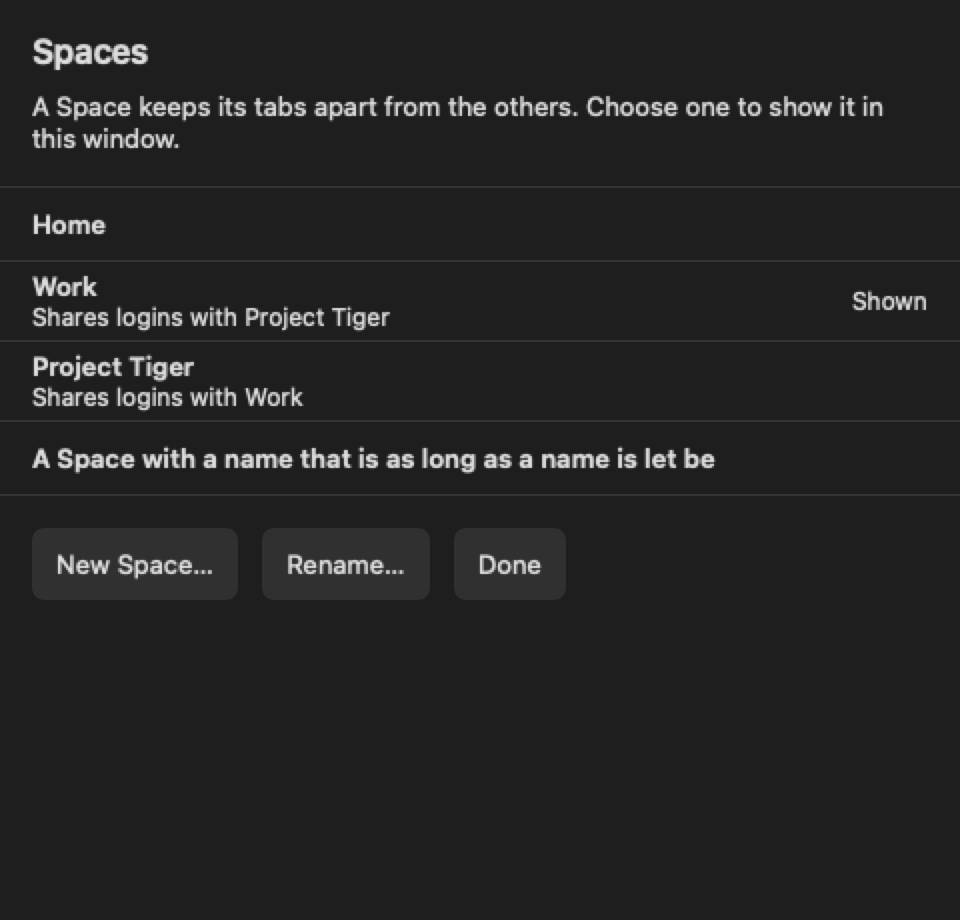 Spaces
A Space keeps its tabs apart from the others. Choose one to show it in
this window.
Home
Work
Shares logins with Project Tiger
Shown
Project Tiger
Shares logins with Work
A Space with a name that is as long as a name is let be
New Space...
Rename...
Done